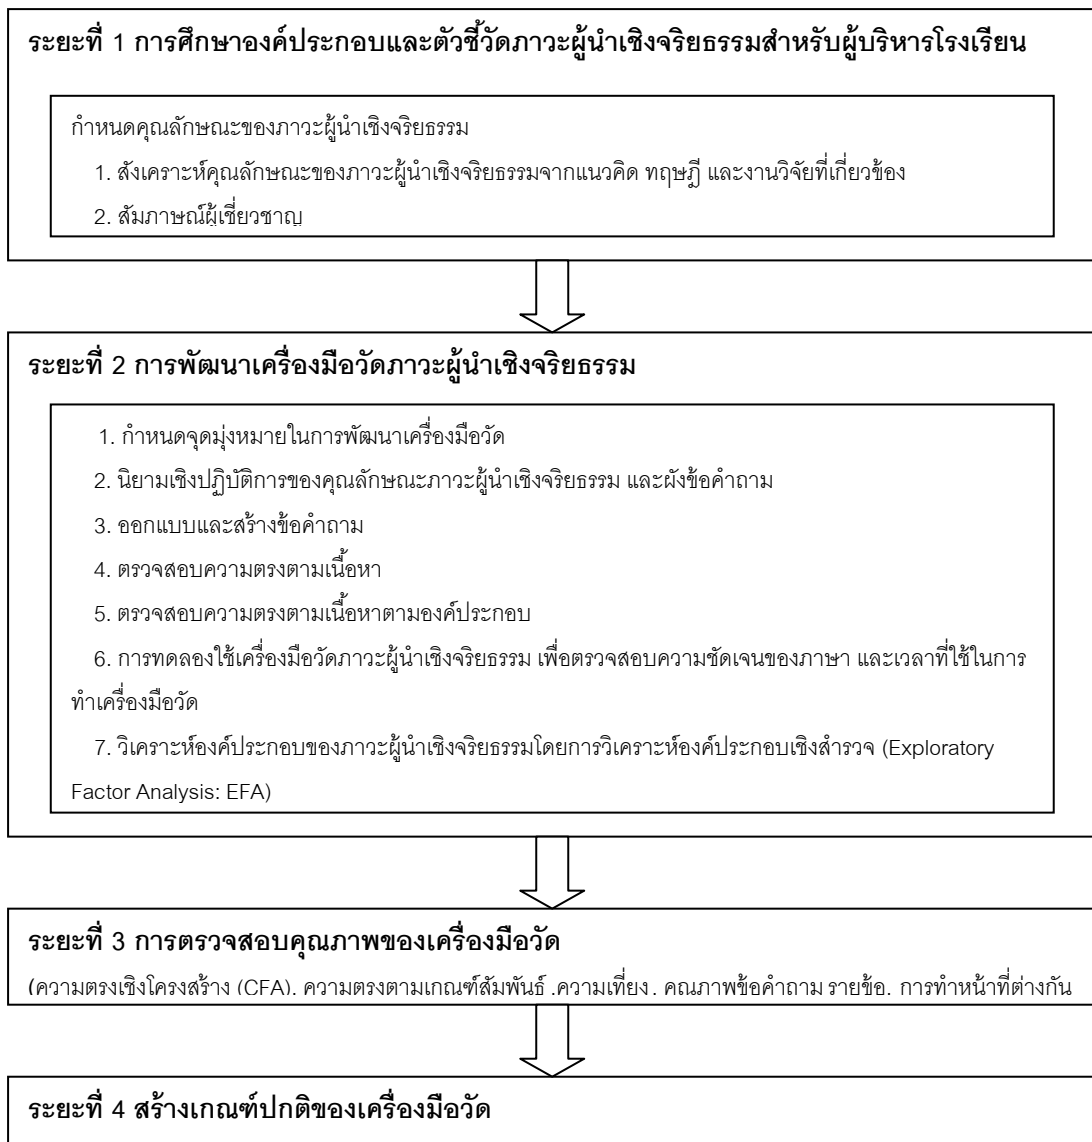 ระยะที่ 1 การศึกษาองค์ประกอบและตัวชี้วัดภาวะผู้นำเชิงจริยธรรมสำหรับผู้บริหารโรงเรียน
กำหนดคุณลักษณะของภาวะผู้นำเชิงจริยธรรม
1. สังเคราะห์คุณลักษณะของภาวะผู้นำเชิงจริยธรรมจากแนวคิด ทฤษฎี และงานวิจัยที่เกี่ยวข้อง
2. สัมภาษณ์ผู้เชี่ยวชาญ
ระยะที่ 2 การพัฒนาเครื่องมือวัดภาวะผู้นำเชิงจริยธรรม
1. กำหนดจุดมุ่งหมายในการพัฒนาเครื่องมือวัด
2. นิยามเชิงปฏิบัติการของคุณลักษณะภาวะผู้นำเชิงจริยธรรม และผังข้อคำถาม
3. ออกแบบและสร้างข้อคำถาม
4. ตรวจสอบความตรงตามเนื้อหา
5. ตรวจสอบความตรงตามเนื้อหาตามองค์ประกอบ
6. การทดลองใช้เครื่องมือวัดภาวะผู้นำเชิงจริยธรรม เพื่อตรวจสอบความชัดเจนของภาษา และเวลาที่ใช้ในการ
ทำเครื่องมือวัด
7. วิเคราะห์องค์ประกอบของภาวะผู้นำเชิงจริยธรรมโดยการวิเคราะห์องค์ประกอบเชิงสำรวจ (Exploratory
Factor Analysis: EFA)
ระยะที่ 3 การตรวจสอบคุณภาพของเครื่องมือวัด
(ความตรงเชิงโครงสร้าง (CFA), ความตรงตามเกณฑ์สัมพันธ์ ,ความเที่ยง, คุณภาพข้อคำถาม รายข้อ, การทำหน้าที่ต่างกัน
ระยะที่ 4 สร้างเกณฑ์ปกติของเครื่องมือวัด